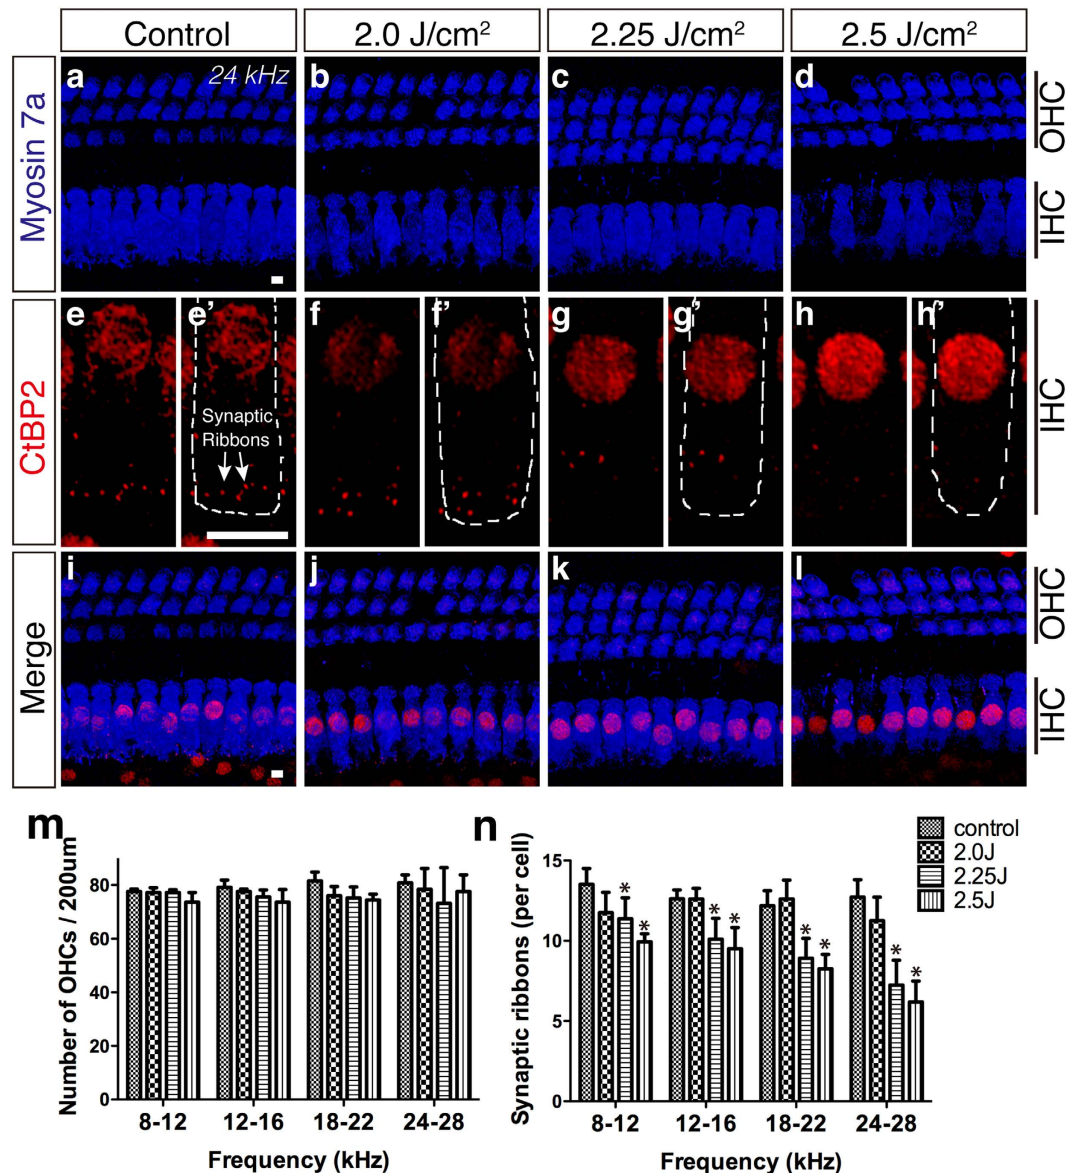 Control
2.0 J/cm²
2.25 J/cm²
2.5 J/cm²
Myosin 7a
a
24 kHz
b
c
d
OHC
IHC
CtBP2
e
e'
Synaptic
Ribbons
f
f'
g
g'
h
h'
IHC
Merge
i
j
k
l
OHC
IHC
m
Number of OHCs / 200um
80
60
40
20
0
8-12
12-16
18-22
24-28
Frequency (kHz)
n
Synaptic ribbons (per cell)
15
10
5
0
* * * * * * * *
8-12
12-16
18-22
24-28
Frequency (kHz)
control
2.0J
2.25J
2.5J